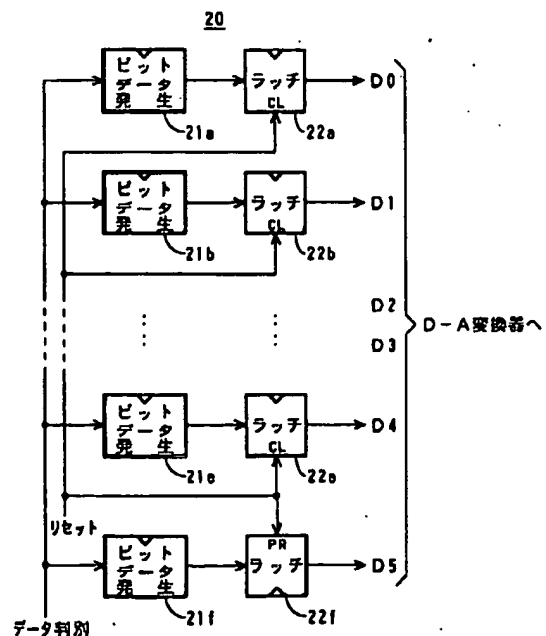 20
ビット
データ
発生
21a
ラッチ
CL
22a
D0
ビット
データ
発生
21b
ラッチ
CL
22b
D1
D2
D3
D-A変換器へ
ビット
データ
発生
21e
ラッチ
CL
22e
D4
リセット
ビット
データ
発生
21f
PR
ラッチ
22f
D5
データ判別